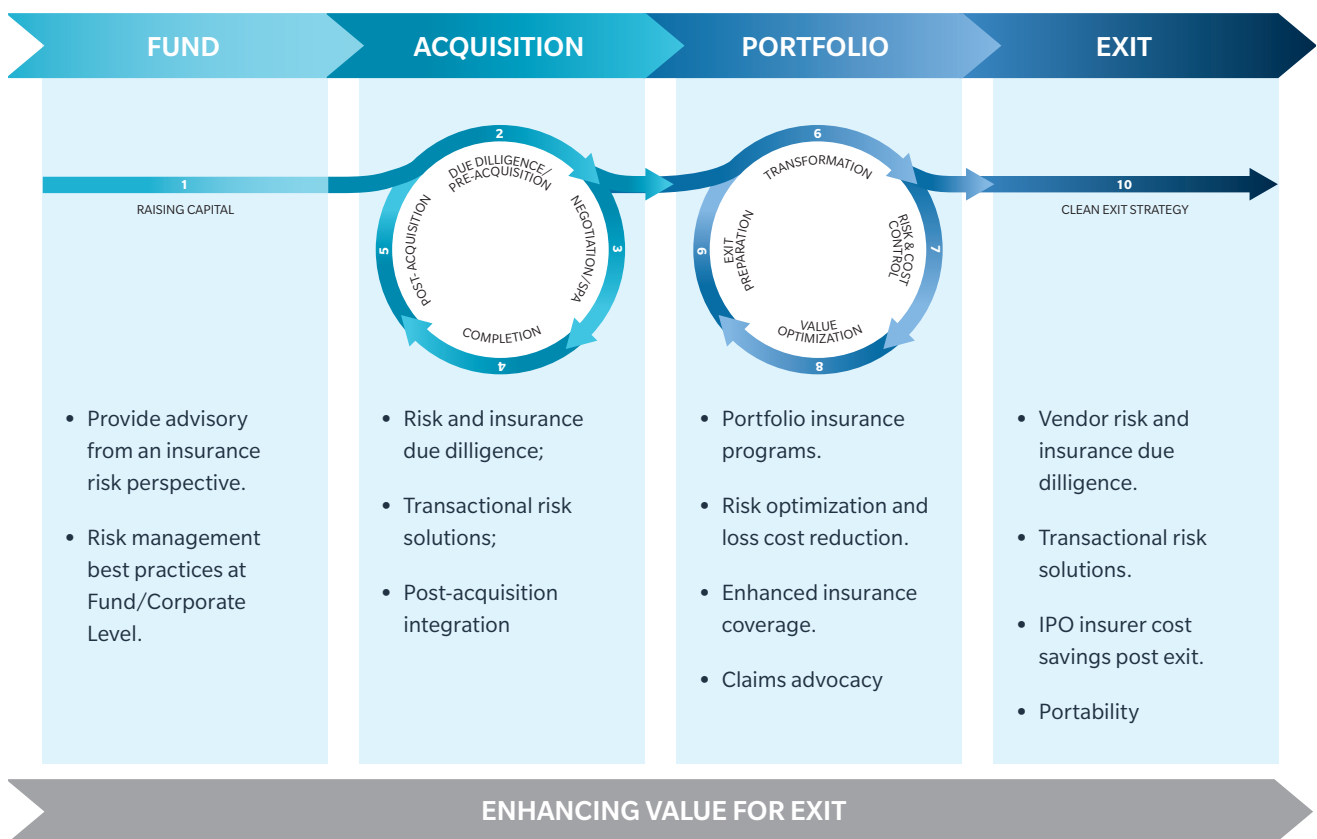 FUND
ACQUISITION
PORTFOLIO
EXIT
1
RAISING CAPITAL
2
DUE DILLIGENCE/
PRE-ACQUISITION
3
NEGOTIATION/SPA
4
COMPLETION
5
POST- ACQUISITION
6
TRANSFORMATION
7
RISK & COST
CONTROL
8
VALUE
OPTIMIZATION
9
EXIT
PREPARATION
10
CLEAN EXIT STRATEGY
• Provide advisory
from an insurance
risk perspective.
• Risk management
best practices at
Fund/Corporate
Level.
• Risk and insurance
due dilligence;
• Transactional risk
solutions;
• Post-acquisition
integration
• Portfolio insurance
programs.
• Risk optimization and
loss cost reduction.
• Enhanced insurance
coverage.
• Claims advocacy
• Vendor risk and
insurance due
dilligence.
• Transactional risk
solutions.
• IPO insurer cost
savings post exit.
• Portability
ENHANCING VALUE FOR EXIT